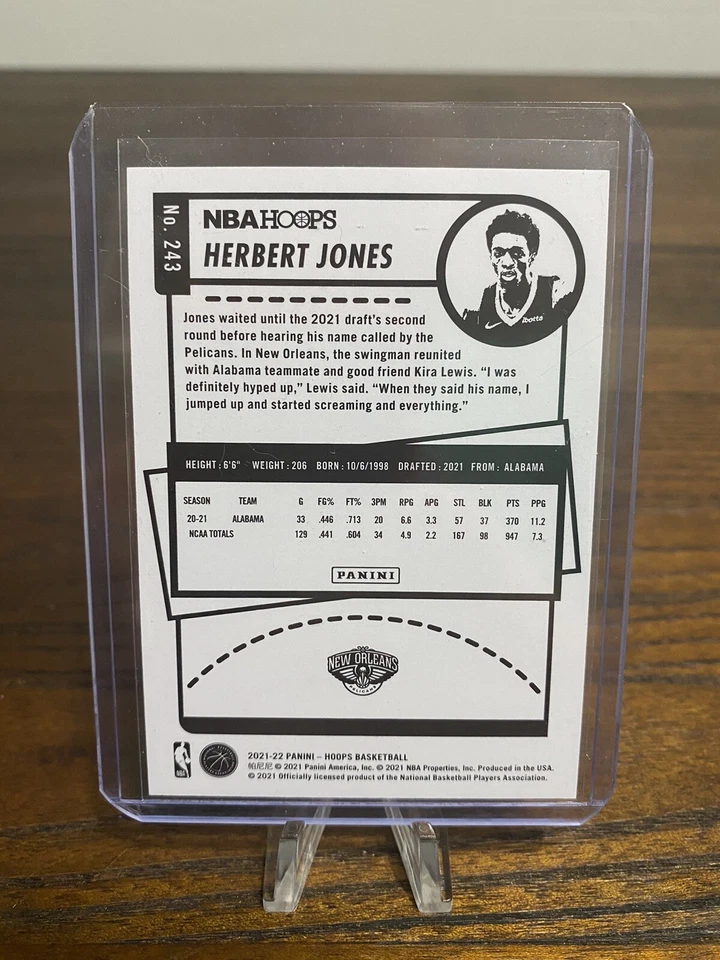 No. 243
NBA HOOPS
HERBERT JONES
ibotta
Jones waited until the 2021 draft's second
round before hearing his name called by the
Pelicans. In New Orleans, the swingman reunited
with Alabama teammate and good friend Kira Lewis. "I was
definitely hyped up," Lewis said. "When they said his name, I
jumped up and started screaming and everything."
HEIGHT: 6'6" WEIGHT: 206 BORN: 10/6/1998 DRAFTED: 2021 FROM: ALABAMA
SEASON TEAM G FG% FT% 3PM RPG APG STL BLK PTS PPG
20-21 ALABAMA 33 .446 .713 20 6.6 3.3 57 37 370 11.2
NCAA TOTALS 129 .441 .604 34 4.9 2.2 167 98 947 7.3
PANINI
NEW ORLEANS
PELICANS
NBA
2021-22 PANINI – HOOPS BASKETBALL
帕尼尼 © 2021 Panini America, Inc. © 2021 NBA Properties, Inc. Produced in the USA.
© 2021 Officially licensed product of the National Basketball Players Association.